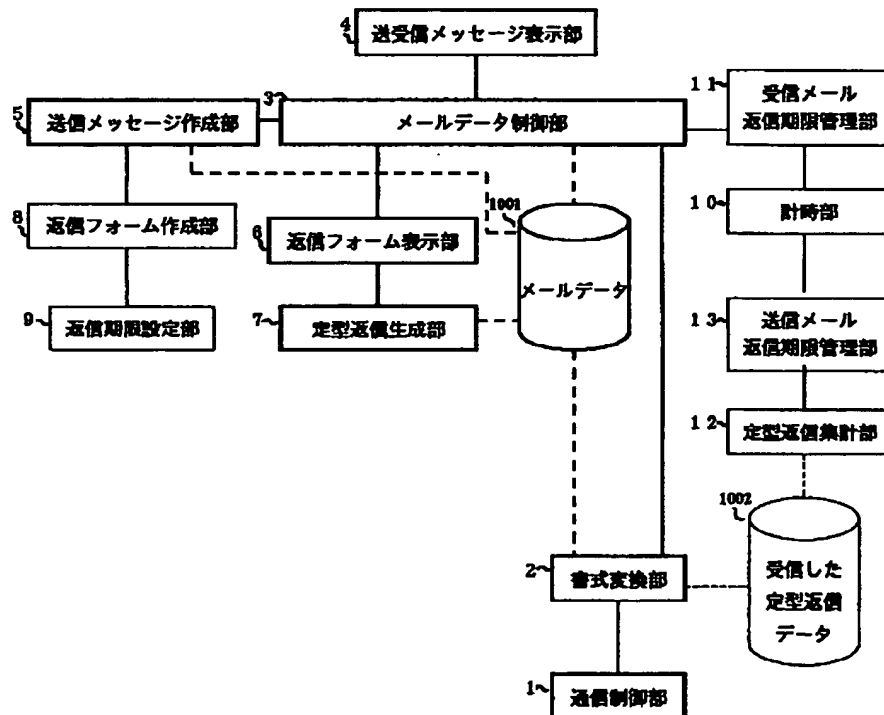 4
送受信メッセージ表示部
3
メールデータ制御部
5
送信メッセージ作成部
11
受信メール
返信期限管理部
8
返信フォーム作成部
6
返信フォーム表示部
1001
メールデータ
10
計時部
9
返信期限設定部
7
定型返信生成部
13
送信メール
返信期限管理部
12
定型返信集計部
1002
受信した
定型返信
データ
2
書式変換部
1
通信制御部